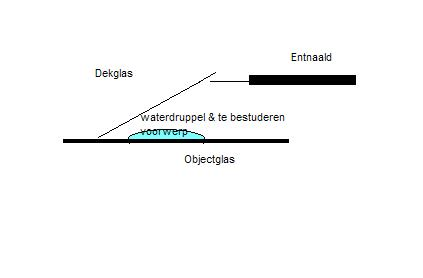 Entnaald
Dekglas
waterdruppel & te bestuderen
voorwerp
Objectglas